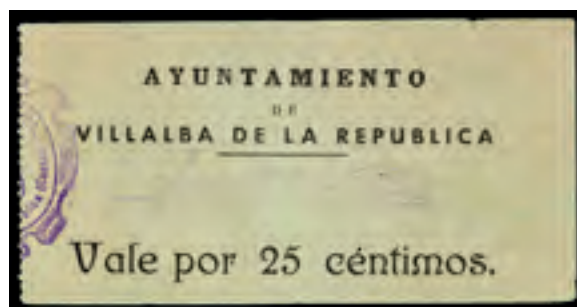 AYUNTAMIENTO
DE
VILLALBA DE LA REPUBLICA
Vale por 25 céntimos.